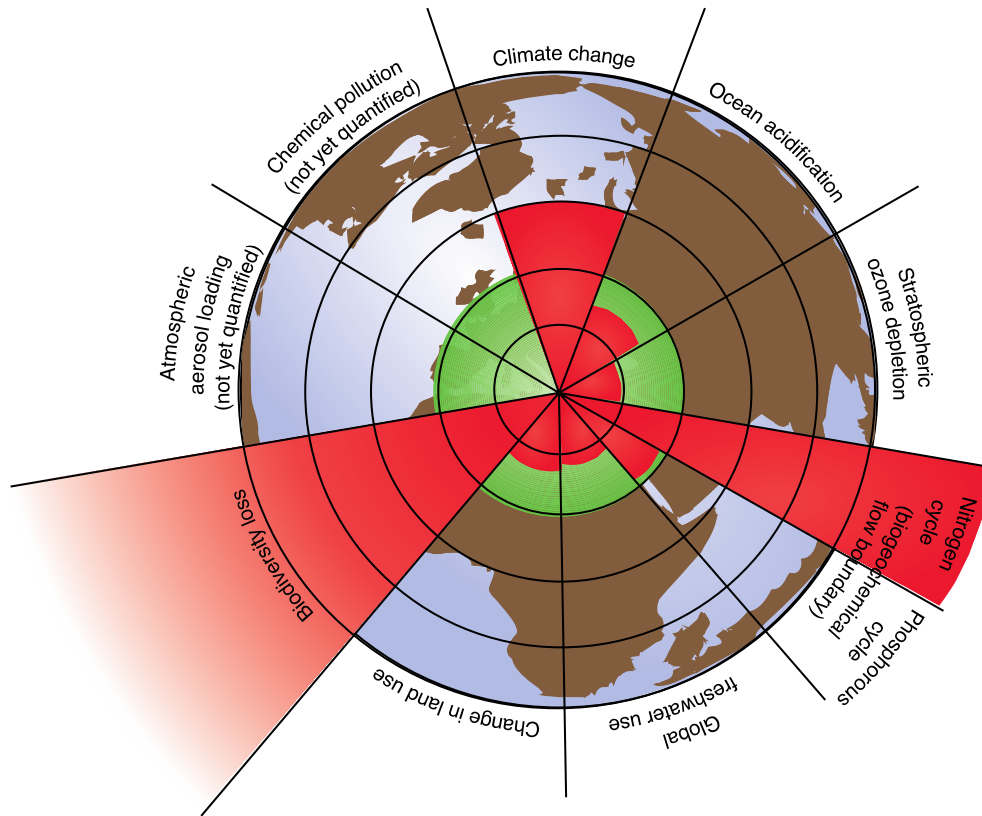 Climate change
Ocean acidification
Stratospheric
ozone depletion
Nitrogen
cycle
(biogeochemical
flow boundary)
Phosphorous
cycle
Global
freshwater use
Change in land use
Biodiversity loss
Atmospheric
aerosol loading
(not yet quantified)
Chemical pollution
(not yet quantified)